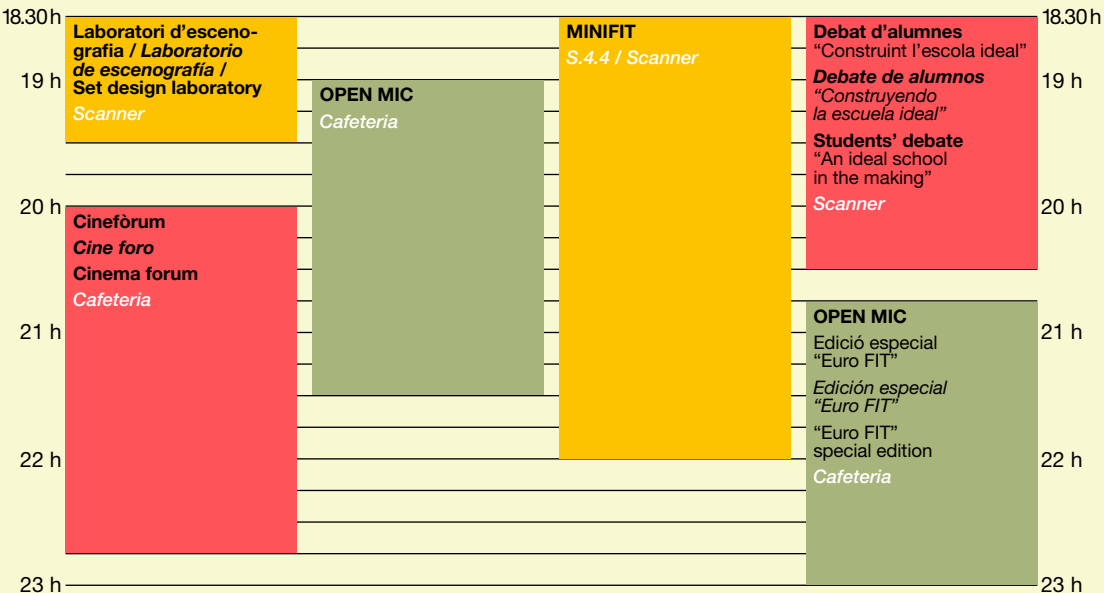 18.30 h
19 h
20 h
21 h
22 h
23 h
Laboratori d’esceno-
grafia / Laboratorio
de escenografía /
Set design laboratory
Scanner
Cinefòrum
Cine foro
Cinema forum
Cafeteria
OPEN MIC
Cafeteria
MINIFIT
S.4.4 / Scanner
Debat d’alumnes
“Construint l’escola ideal”
Debate de alumnos
“Construyendo
la escuela ideal”
Students’ debate
“An ideal school
in the making”
Scanner
OPEN MIC
Edició especial
“Euro FIT”
Edición especial
“Euro FIT”
“Euro FIT”
special edition
Cafeteria
18.30 h
19 h
20 h
21 h
22 h
23 h